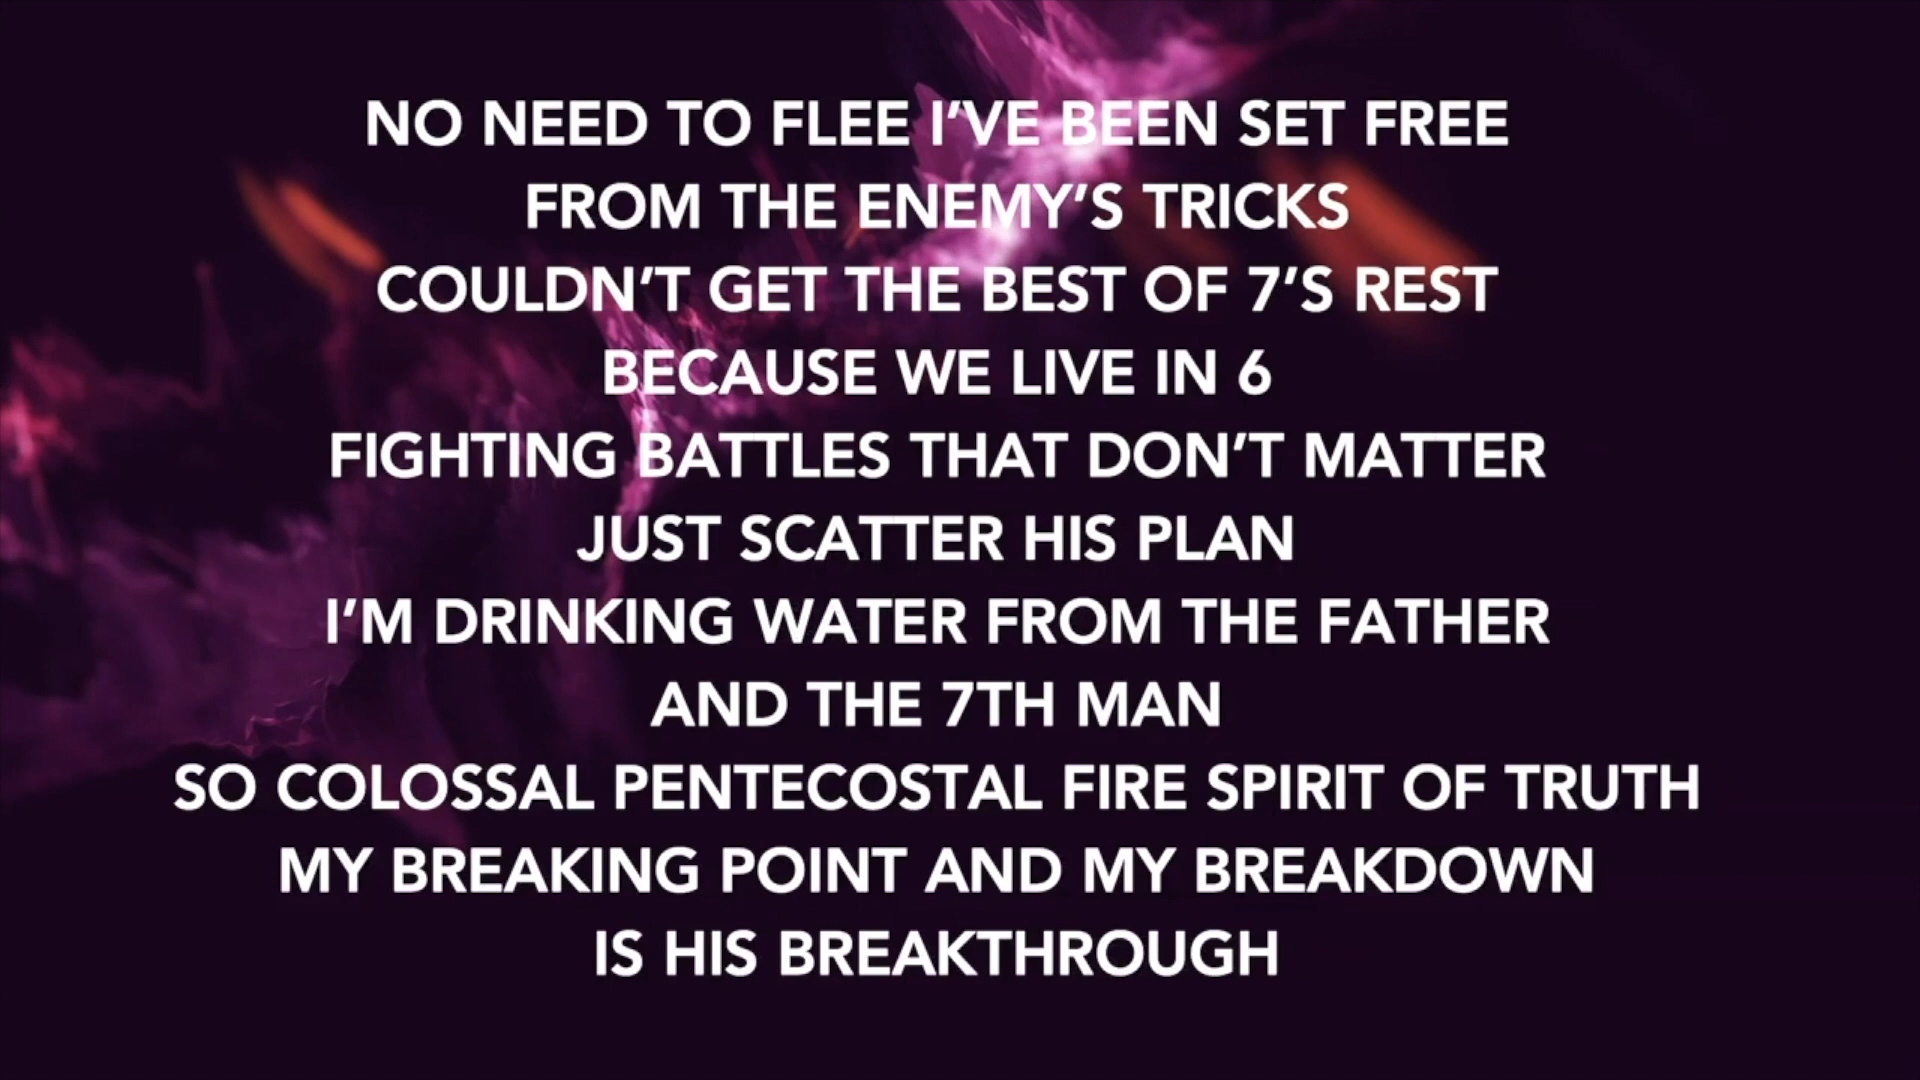 NO NEED TO FLEE I'VE BEEN SET FREE
FROM THE ENEMY'S TRICKS
COULDN'T GET THE BEST OF 7'S REST
BECAUSE WE LIVE IN 6
FIGHTING BATTLES THAT DON'T MATTER
JUST SCATTER HIS PLAN
I'M DRINKING WATER FROM THE FATHER
AND THE 7TH MAN
SO COLOSSAL PENTECOSTAL FIRE SPIRIT OF TRUTH
MY BREAKING POINT AND MY BREAKDOWN
IS HIS BREAKTHROUGH